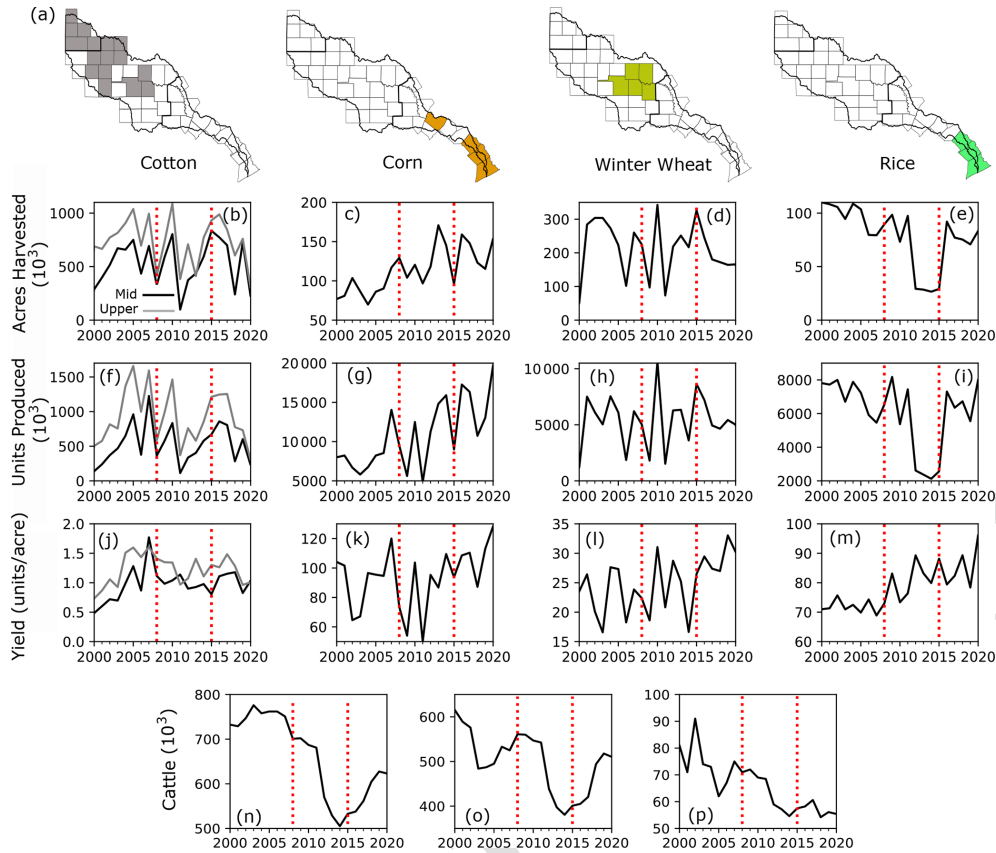 (a)
Cotton Corn Winter Wheat Rice
Acres Harvested
(10³)
(b) c) (d) (e)
1000 500 0
Mid
Upper
200 150 100 50
300 200 100 0
100 50 0
2000 2005 2010 2015 2020 2000 2005 2010 2015 2020 2000 2005 2010 2015 2020 2000 2005 2010 2015 2020
Units Produced
(10³)
(f) (g) (h) (i)
1500 1000 500 0
20 000 15 000 10 000 5000
10 000 5000 0
8000 6000 4000 2000
2000 2005 2010 2015 2020 2000 2005 2010 2015 2020 2000 2005 2010 2015 2020 2000 2005 2010 2015 2020
Yield (units/acre)
(j) (k) (l) (m)
2.0 1.5 1.0 0.5 0.0
120 100 80 60
35 30 25 20 15
100 90 80 70 60
2000 2005 2010 2015 2020 2000 2005 2010 2015 2020 2000 2005 2010 2015 2020 2000 2005 2010 2015 2020
Cattle (10³)
800 700 600 500
600 500 400
100 90 80 70 60 50
(n) (o) (p)
2000 2005 2010 2015 2020 2000 2005 2010 2015 2020 2000 2005 2010 2015 2020